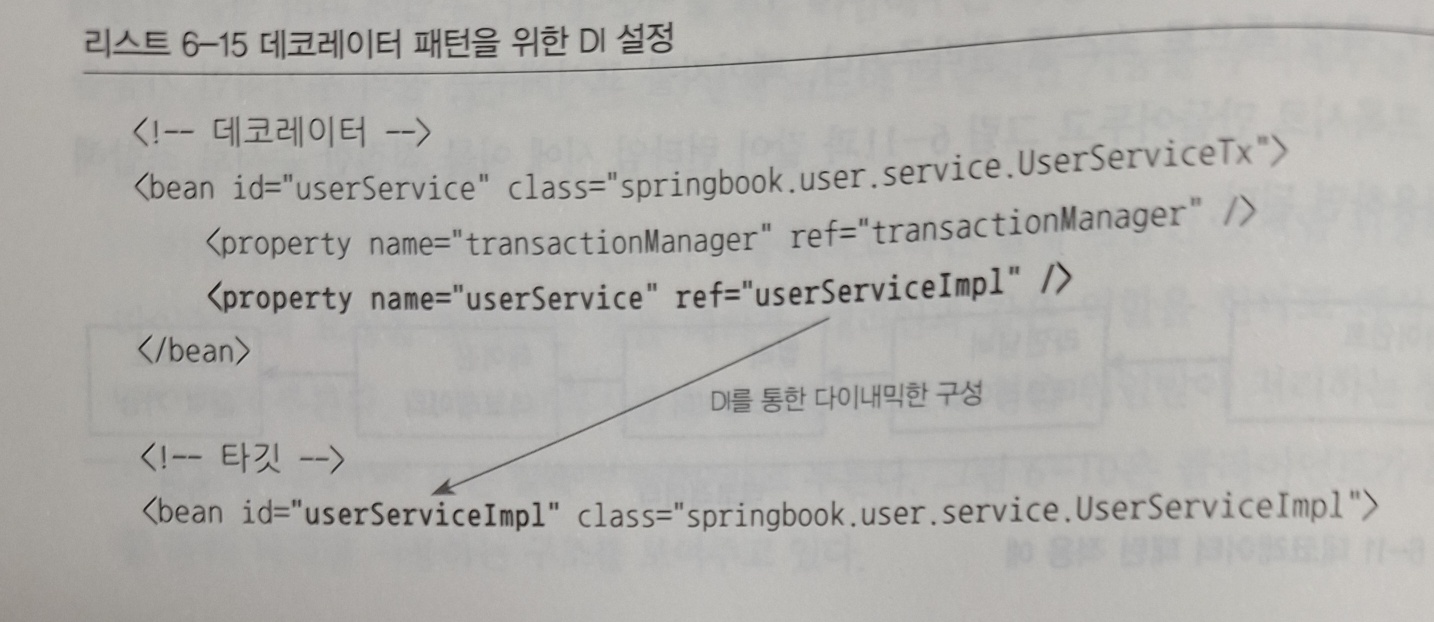 리스트 6–15 데코레이터 패턴을 위한 DI 설정
<!-- 데코레이터 -->
<bean id="userService" class="springbook.user.service.UserServiceTx">
<property name="transactionManager" ref="transactionManager" />
<property name="userService" ref="userServiceImpl" />
</bean>
DI를 통한 다이내믹한 구성
<!-- 타깃 -->
<bean id="userServiceImpl" class="springbook.user.service.UserServiceImpl">